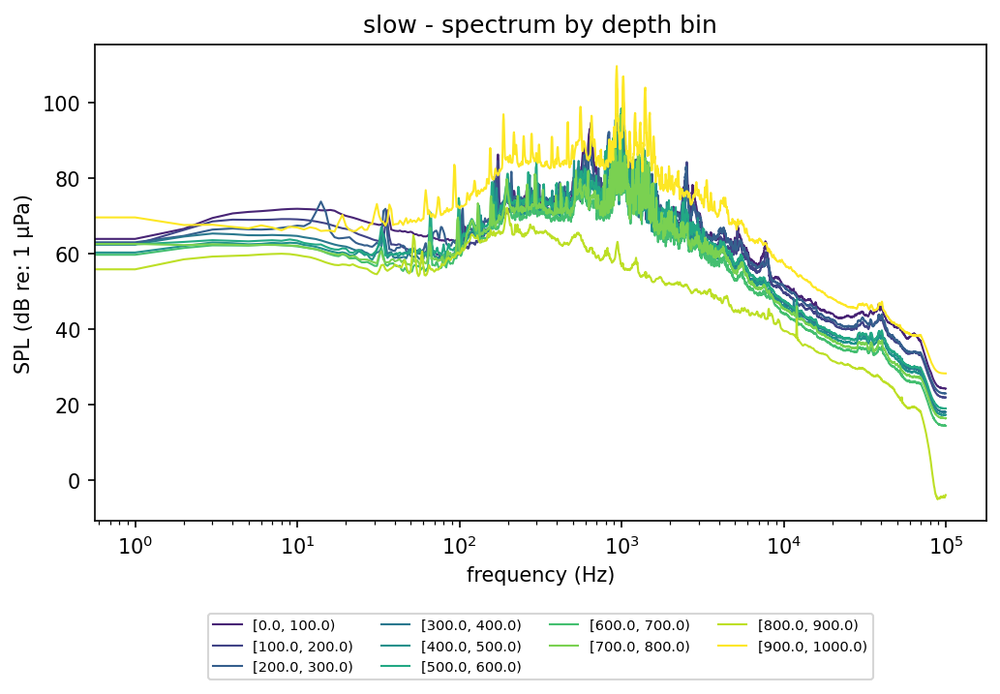 slow - spectrum by depth bin
SPL (dB re: 1 μPa)
100
80
60
40
20
0
10⁰ 10¹ 10² 10³ 10⁴ 10⁵
frequency (Hz)
[0.0, 100.0) [300.0, 400.0) [600.0, 700.0) [800.0, 900.0)
[100.0, 200.0) [400.0, 500.0) [700.0, 800.0) [900.0, 1000.0)
[200.0, 300.0) [500.0, 600.0)